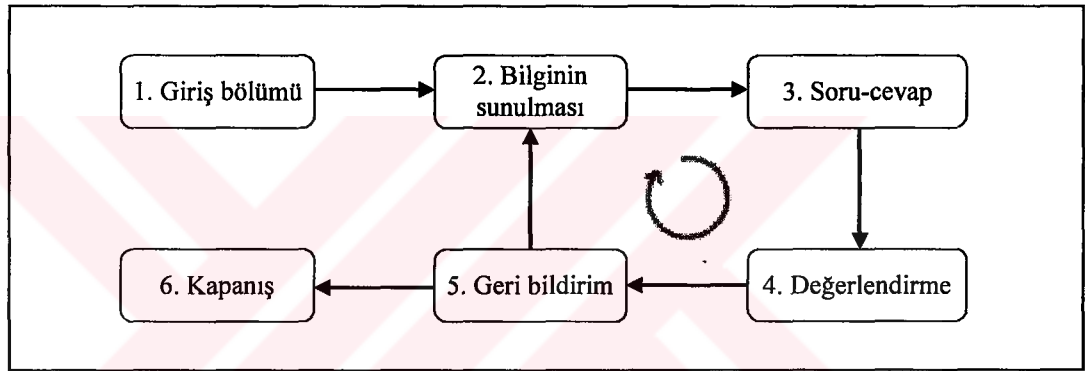 1. Giriş bölümü
2. Bilginin
sunulması
3. Soru-cevap
6. Kapanış
5. Geri bildirim
4. Değerlendirme